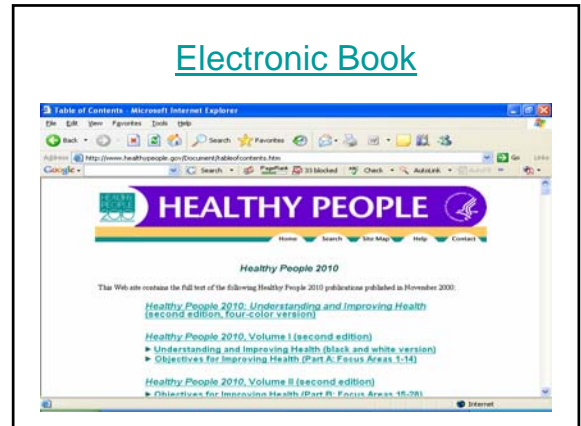 Electronic Book
Table of Contents - Microsoft Internet Explorer
File Edit View Favorites Tools Help
Back Search Favorites
Address http://www.healthypeople.gov/Document/tableofcontents.htm Go Links
Google Search PageRank 33 blocked Check AutoLink
HEALTHY PEOPLE 2010
HEALTHY PEOPLE
Home Search Site Map Help Contact
Healthy People 2010
This Web site contains the full text of the following Healthy People 2010 publications published in November 2000:
Healthy People 2010: Understanding and Improving Health
(second edition, four-color version)
Healthy People 2010, Volume I (second edition)
► Understanding and Improving Health (black and white version)
► Objectives for Improving Health (Part A: Focus Areas 1-14)
Healthy People 2010, Volume II (second edition)
► Objectives for Improving Health (Part B: Focus Areas 15-28)
Internet